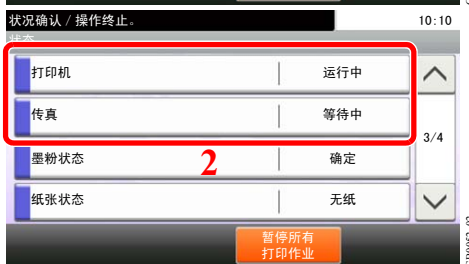 状况确认 / 操作终止。 10:10
状态
打印机 运行中
传真 等待中
3/4
墨粉状态 2 确定
纸张状态 无纸
暂停所有
打印作业